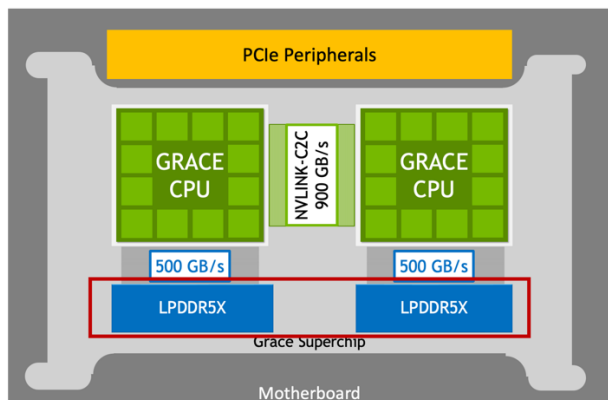 PCIe Peripherals
GRACE
CPU
NVLINK-C2C
900 GB/s
GRACE
CPU
500 GB/s
500 GB/s
LPDDR5X
LPDDR5X
Grace Superchip
Motherboard